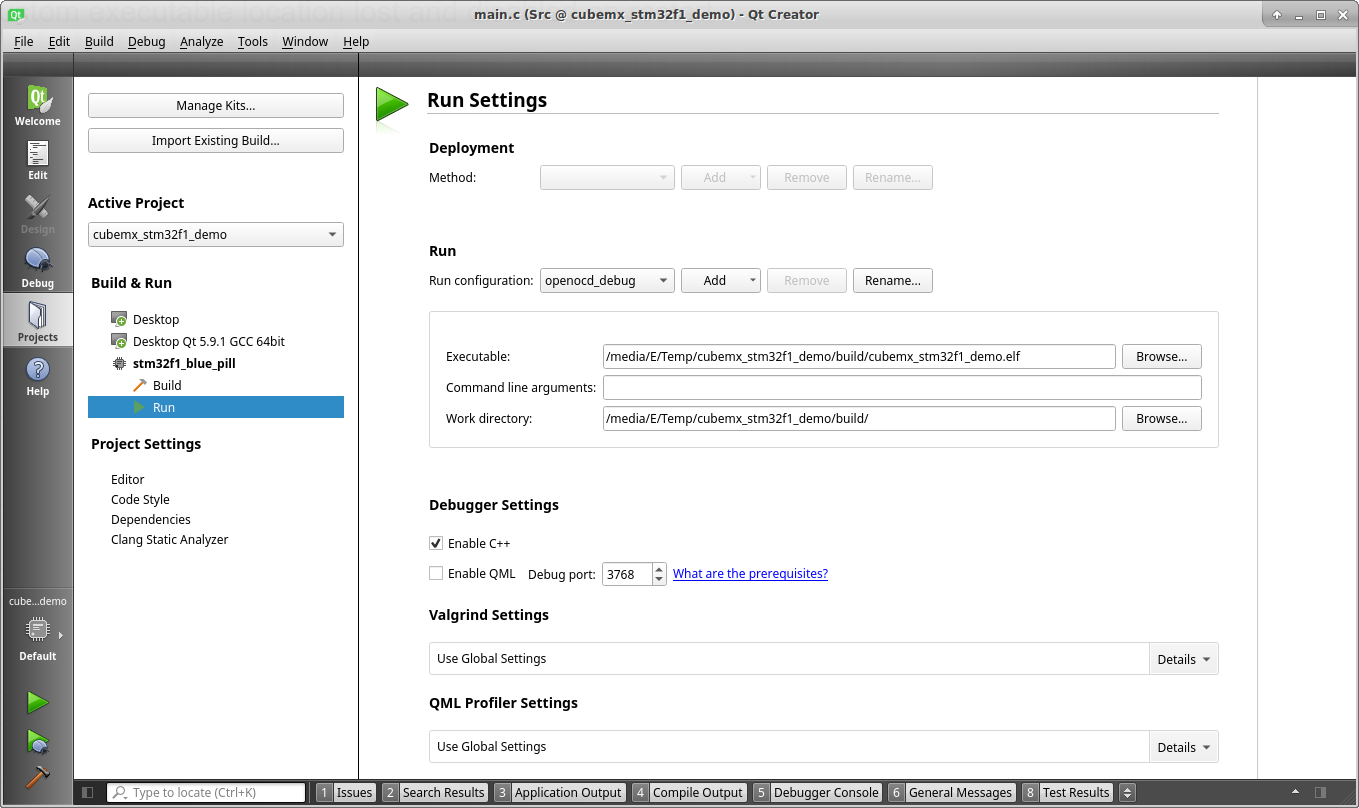 tom executable location lost an
main.c (Src @ cubemx_stm32f1_demo) - Qt Creator
File Edit Build Debug Analyze Tools Window Help
Welcome
Edit
Design
Debug
Projects
Help
cube...demo
Default
Manage Kits...
Import Existing Build...
Active Project
cubemx_stm32f1_demo
Build & Run
Desktop
Desktop Qt 5.9.1 GCC 64bit
stm32f1_blue_pill
Build
Run
Project Settings
Editor
Code Style
Dependencies
Clang Static Analyzer
Run Settings
Deployment
Method: Add Remove Rename...
Run
Run configuration: openocd_debug Add Remove Rename...
Executable: /media/E/Temp/cubemx_stm32f1_demo/build/cubemx_stm32f1_demo.elf Browse...
Command line arguments:
Work directory: /media/E/Temp/cubemx_stm32f1_demo/build/ Browse...
Debugger Settings
Enable C++
Enable QML Debug port: 3768 What are the prerequisites?
Valgrind Settings
Use Global Settings Details
QML Profiler Settings
Use Global Settings Details
Type to locate (Ctrl+K) 1 Issues 2 Search Results 3 Application Output 4 Compile Output 5 Debugger Console 6 General Messages 8 Test Results